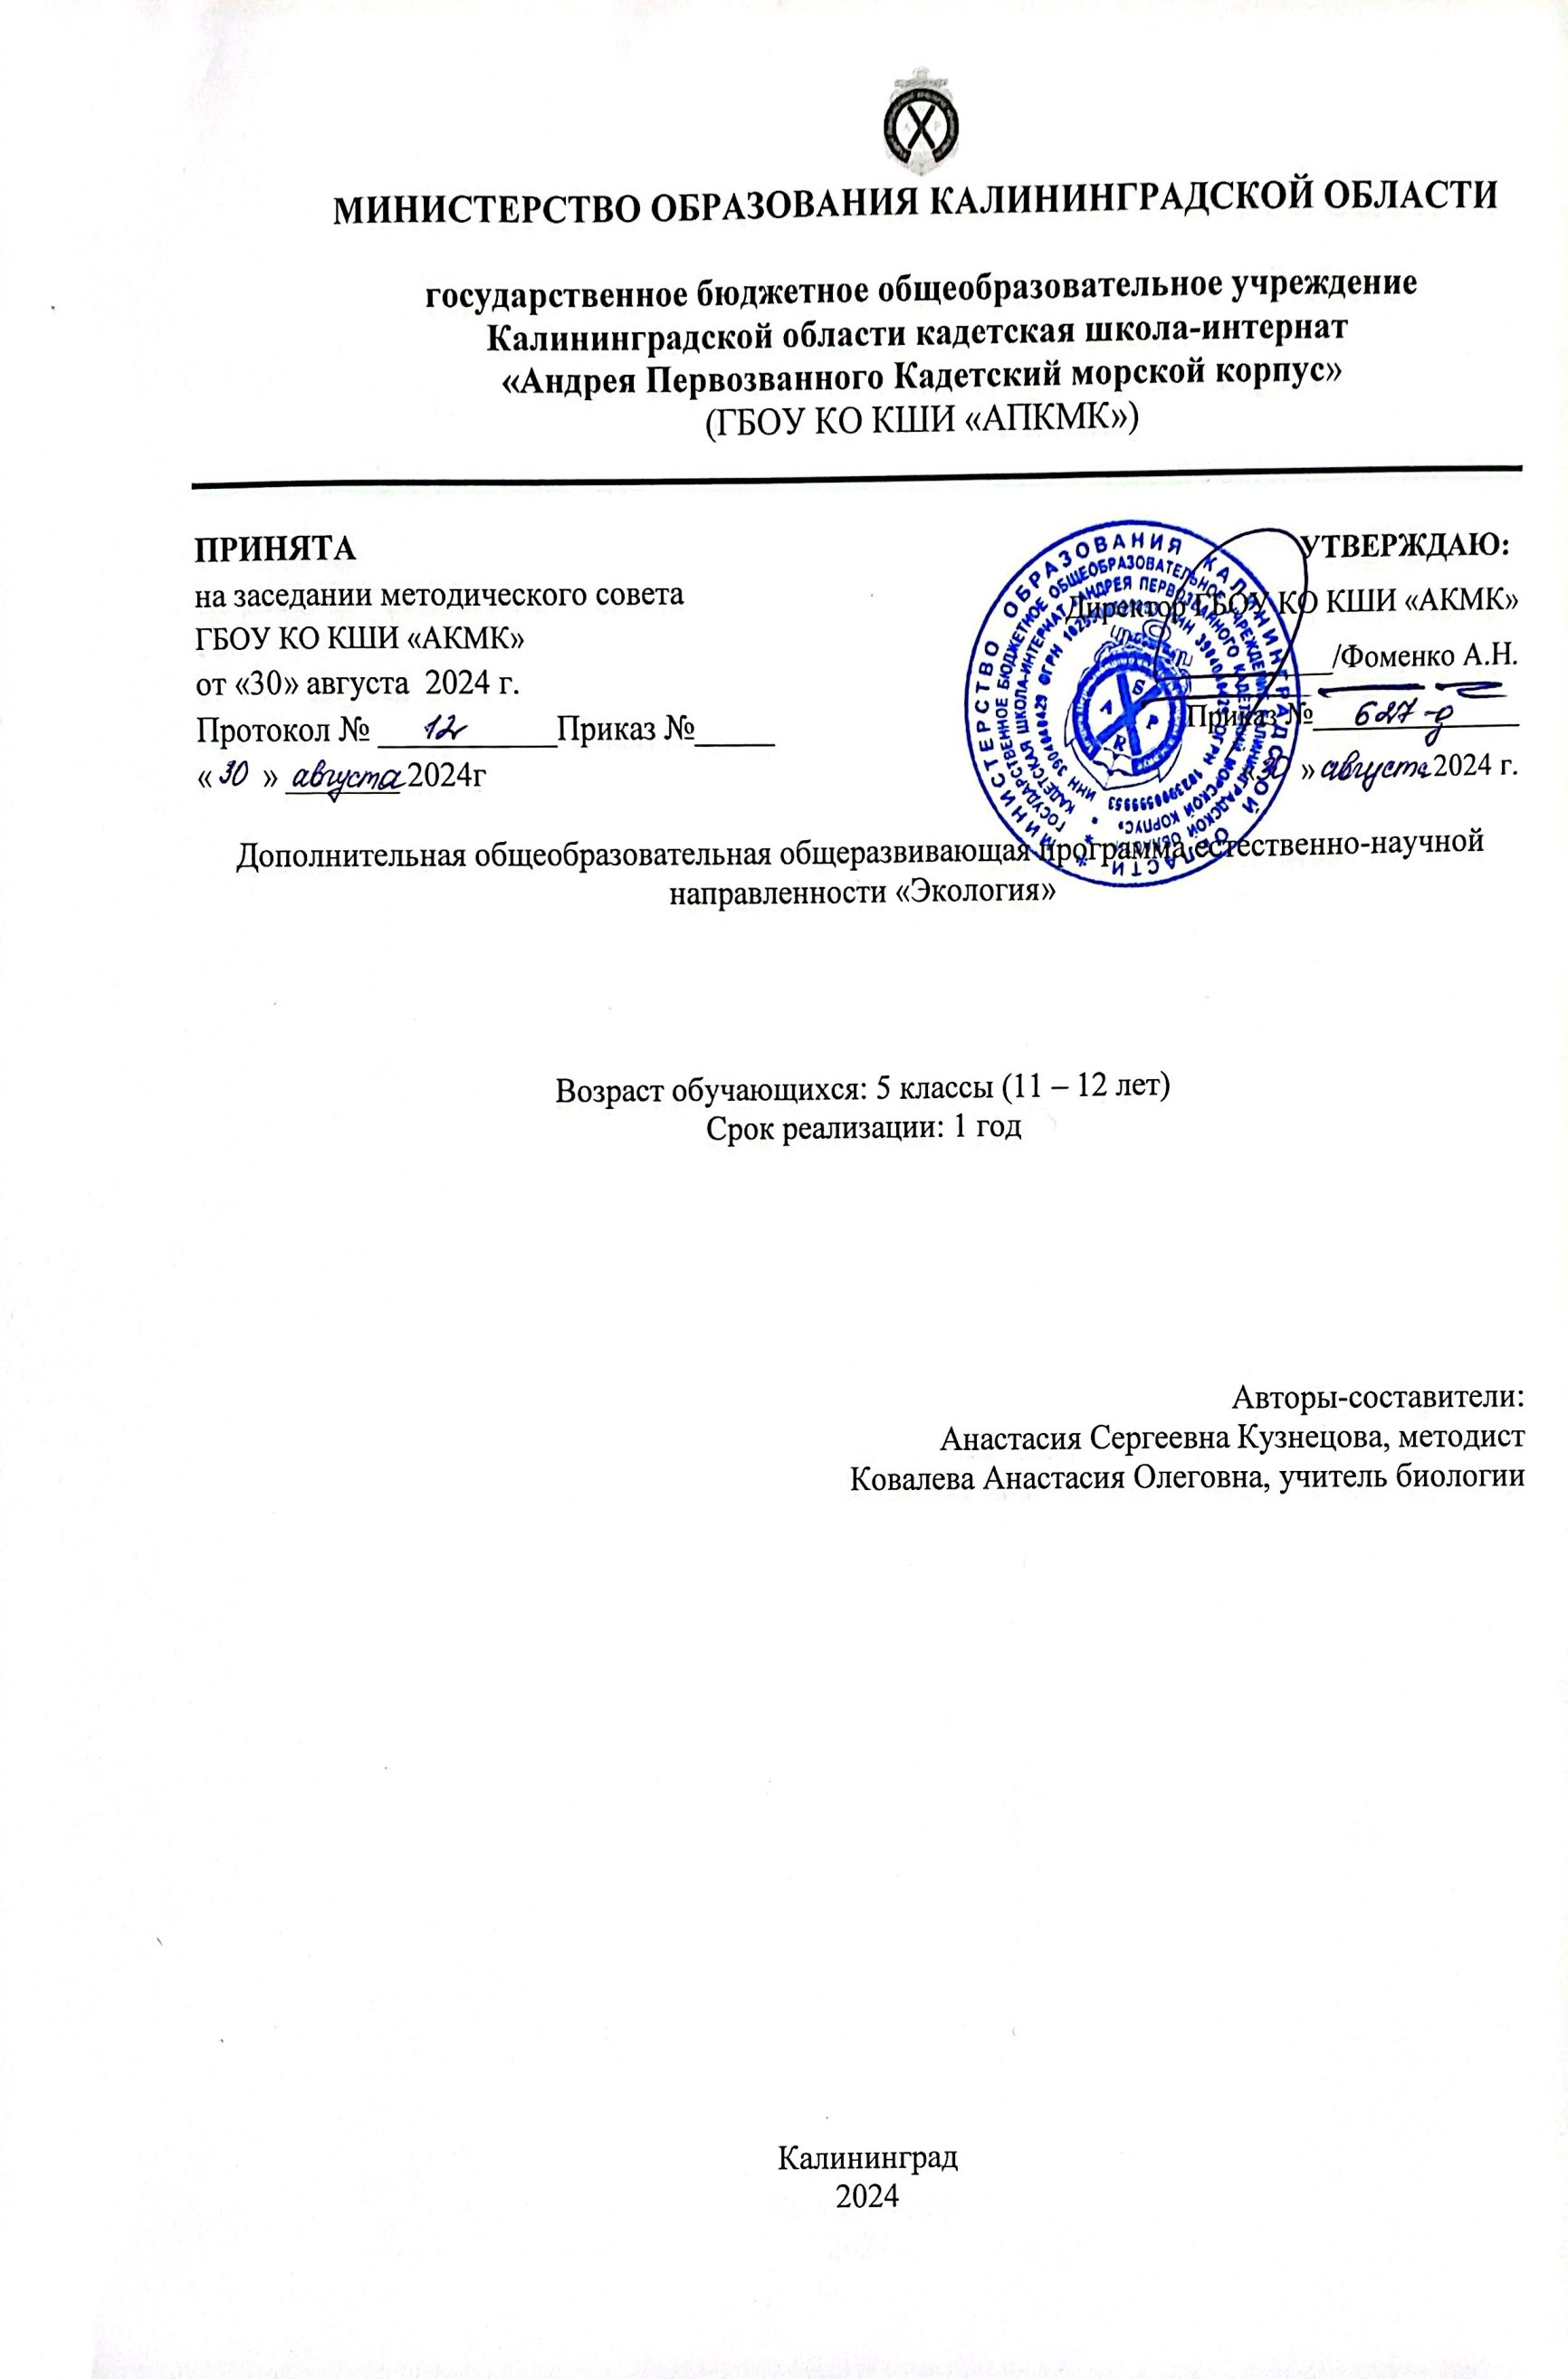 МИНИСТЕРСТВО ОБРАЗОВАНИЯ КАЛИНИНГРАДСКОЙ ОБЛАСТИ
государственное бюджетное общеобразовательное учреждение
Калининградской области кадетская школа-интернат
«Андрея Первозванного Кадетский морской корпус»
(ГБОУ КО КШИ «АПКМК»)
ПРИНЯТА
на заседании методического совета
ГБОУ КО КШИ «АКМК»
от «30» августа 2024 г.
Протокол № 12 Приказ №
« 30 » августа 2024г
УТВЕРЖДАЮ:
Директор ГБОУ КО КШИ «АКМК»
/Фоменко А.Н.
Приказ № 627-д
«30 » августа 2024 г.
МИНИСТЕРСТВО ОБРАЗОВАНИЯ КАЛИНИНГРАДСКОЙ ОБЛАСТИ
Дополнительная общеобразовательная общеразвивающая программа естественно-научной
направленности «Экология»
Возраст обучающихся: 5 классы (11 – 12 лет)
Срок реализации: 1 год
Авторы-составители:
Анастасия Сергеевна Кузнецова, методист
Ковалева Анастасия Олеговна, учитель биологии
Калининград
2024